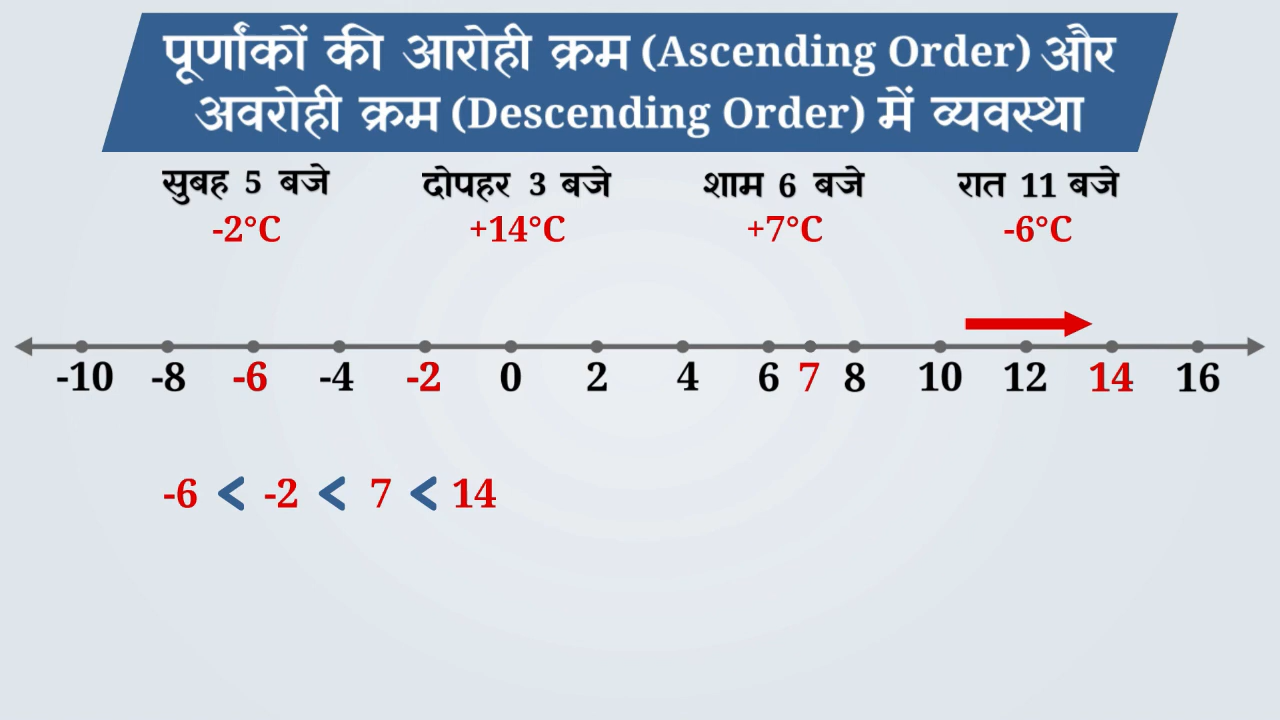 पूर्णांकों की आरोही क्रम (Ascending Order) और
अवरोही क्रम (Descending Order) में व्यवस्था
सुबह 5 बजे दोपहर 3 बजे शाम 6 बजे रात 11 बजे
-2°C +14°C +7°C -6°C
-10 -8 -6 -4 -2 0 2 4 6 7 8 10 12 14 16
-6 < -2 < 7 < 14